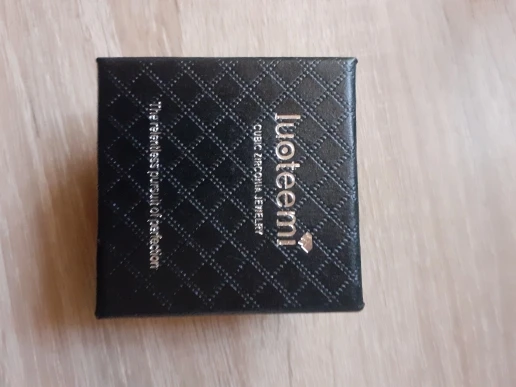 luoteemi
CUBIC ZIRCONIA JEWELRY
The relentless pursuit of perfection